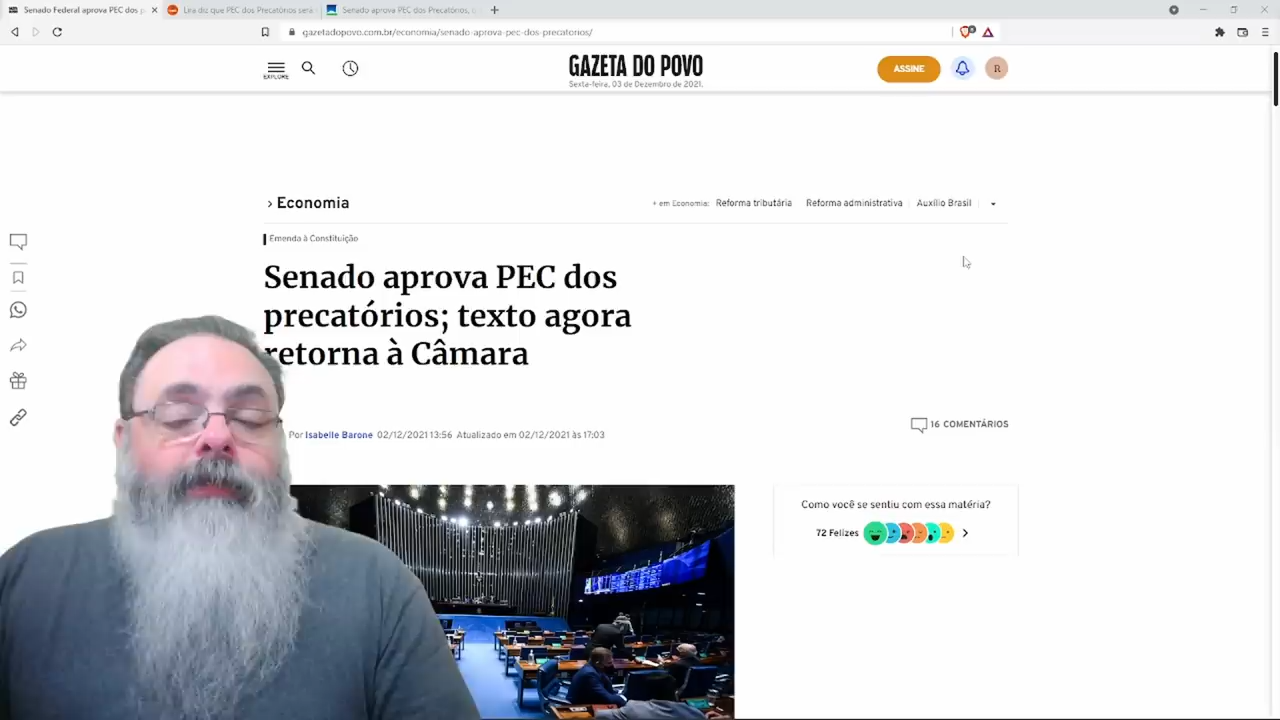 Senado Federal aprova PEC dos p
Lira diz que PEC dos Precatórios será
Senado aprova PEC dos Precatórios, o
gazetadopovo.com.br/economia/senado-aprova-pec-dos-precatorios/
EXPLORE
GAZETA DO POVO
Sexta-feira, 03 de Dezembro de 2021.
ASSINE
R
› Economia
+ em Economia: Reforma tributária Reforma administrativa Auxílio Brasil
Emenda à Constituição
Senado aprova PEC dos
precatórios; texto agora
retorna à Câmara
Por Isabelle Barone 02/12/2021 13:56 Atualizado em 02/12/2021 às 17:03
16 COMENTÁRIOS
Como você se sentiu com essa matéria?
72 Felizes